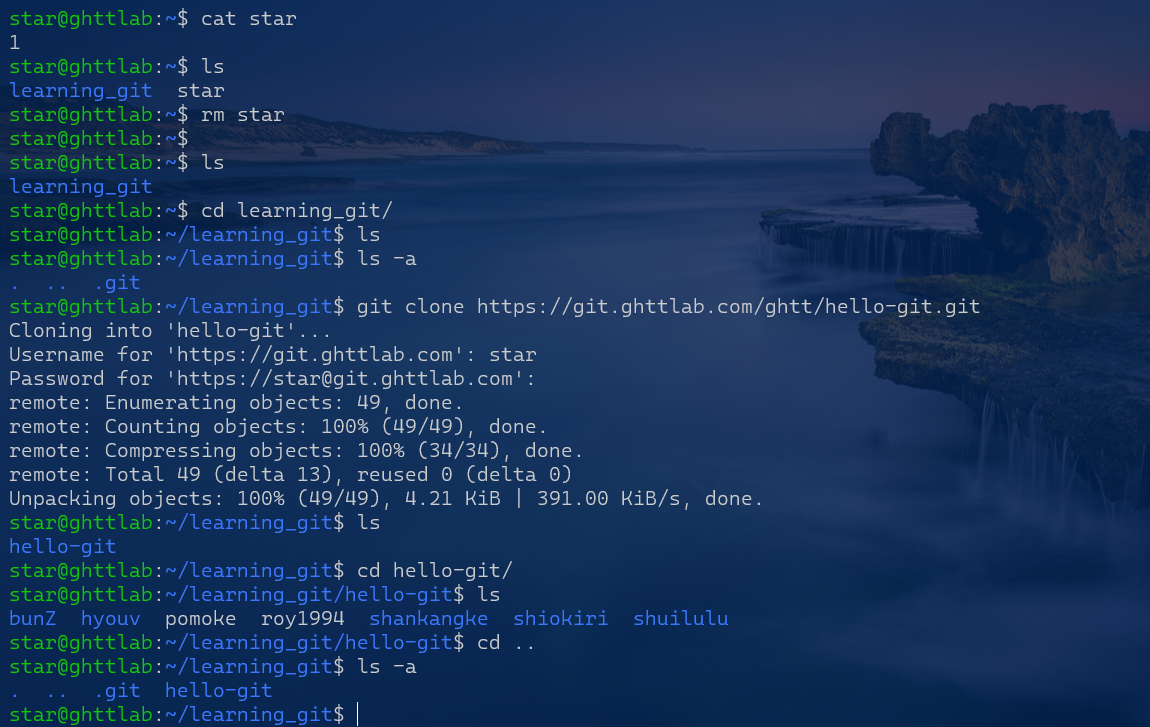 star@ghttlab:~$ cat star
1
star@ghttlab:~$ ls
learning_git  star
star@ghttlab:~$ rm star
star@ghttlab:~$
star@ghttlab:~$ ls
learning_git
star@ghttlab:~$ cd learning_git/
star@ghttlab:~/learning_git$ ls
star@ghttlab:~/learning_git$ ls -a
.  ..  .git
star@ghttlab:~/learning_git$ git clone https://git.ghttlab.com/ghtt/hello-git.git
Cloning into 'hello-git'...
Username for 'https://git.ghttlab.com': star
Password for 'https://star@git.ghttlab.com':
remote: Enumerating objects: 49, done.
remote: Counting objects: 100% (49/49), done.
remote: Compressing objects: 100% (34/34), done.
remote: Total 49 (delta 13), reused 0 (delta 0)
Unpacking objects: 100% (49/49), 4.21 KiB | 391.00 KiB/s, done.
star@ghttlab:~/learning_git$ ls
hello-git
star@ghttlab:~/learning_git$ cd hello-git/
star@ghttlab:~/learning_git/hello-git$ ls
bunZ  hyouv  pomoke  roy1994  shankangke  shiokiri  shuilulu
star@ghttlab:~/learning_git/hello-git$ cd ..
star@ghttlab:~/learning_git$ ls -a
.  ..  .git  hello-git
star@ghttlab:~/learning_git$